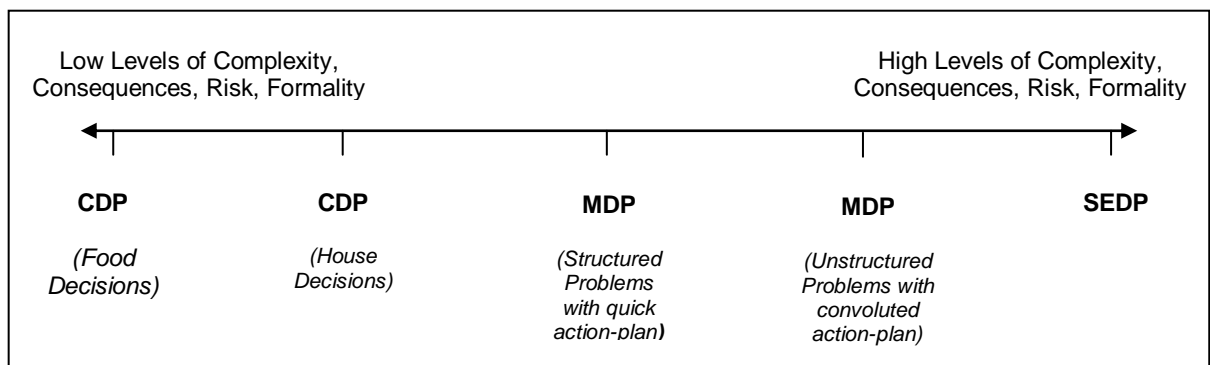 Low Levels of Complexity,
Consequences, Risk, Formality
High Levels of Complexity,
Consequences, Risk, Formality
CDP
CDP
MDP
MDP
SEDP
(Food
Decisions)
(House
Decisions)
(Structured
Problems
with quick
action-plan)
(Unstructured
Problems with
convoluted
action-plan)